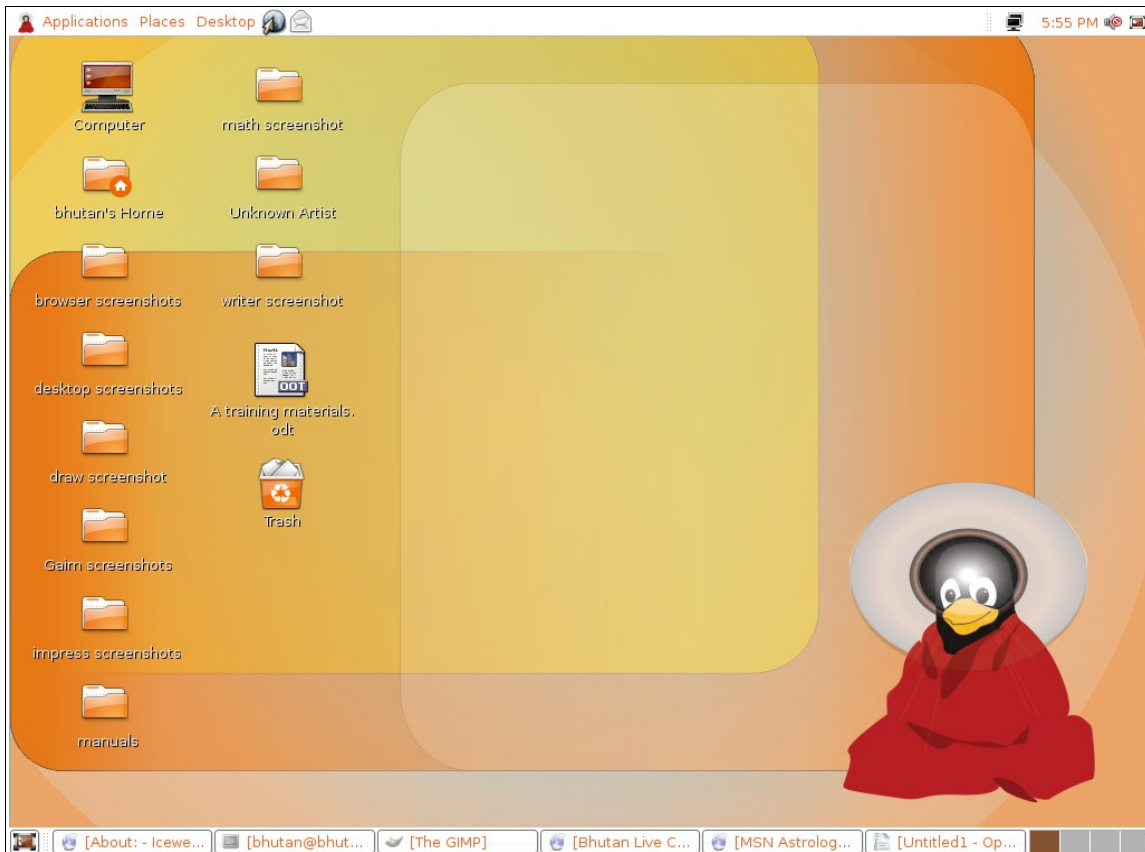 Applications Places Desktop 5:55 PM
Computer
bhutan's Home
browser screenshots
desktop screenshots
draw screenshot
Gaim screenshots
impress screenshots
manuals
math screenshot
Unknown Artist
writer screenshot
A training materials.
odt
Trash
[About: - Icewe... [bhutan@bhut... [The GIMP] [Bhutan Live C... [MSN Astrolog... [Untitled1 - Op...